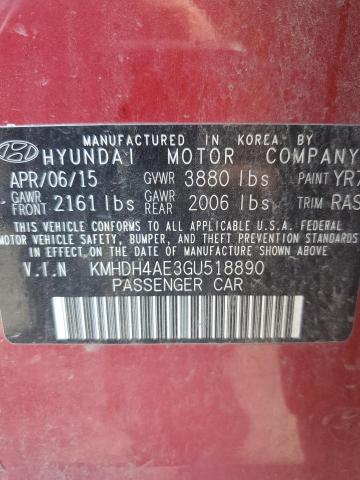 MANUFACTURED IN KOREA BY
HYUNDAI MOTOR COMPANY
APR/06/15 GVWR 3880 lbs PAINT YR7
GAWR FRONT 2161 lbs GAWR REAR 2006 lbs TRIM RAS
THIS VEHICLE CONFORMS TO ALL APPLICABLE U.S.A. FEDERAL
MOTOR VEHICLE SAFETY, BUMPER, AND THEFT PREVENTION
STANDARDS IN EFFECT ON THE DATE OF MANUFACTURE SHOWN
V.I.N KMHDH4AE3GU518890
PASSENGER CAR